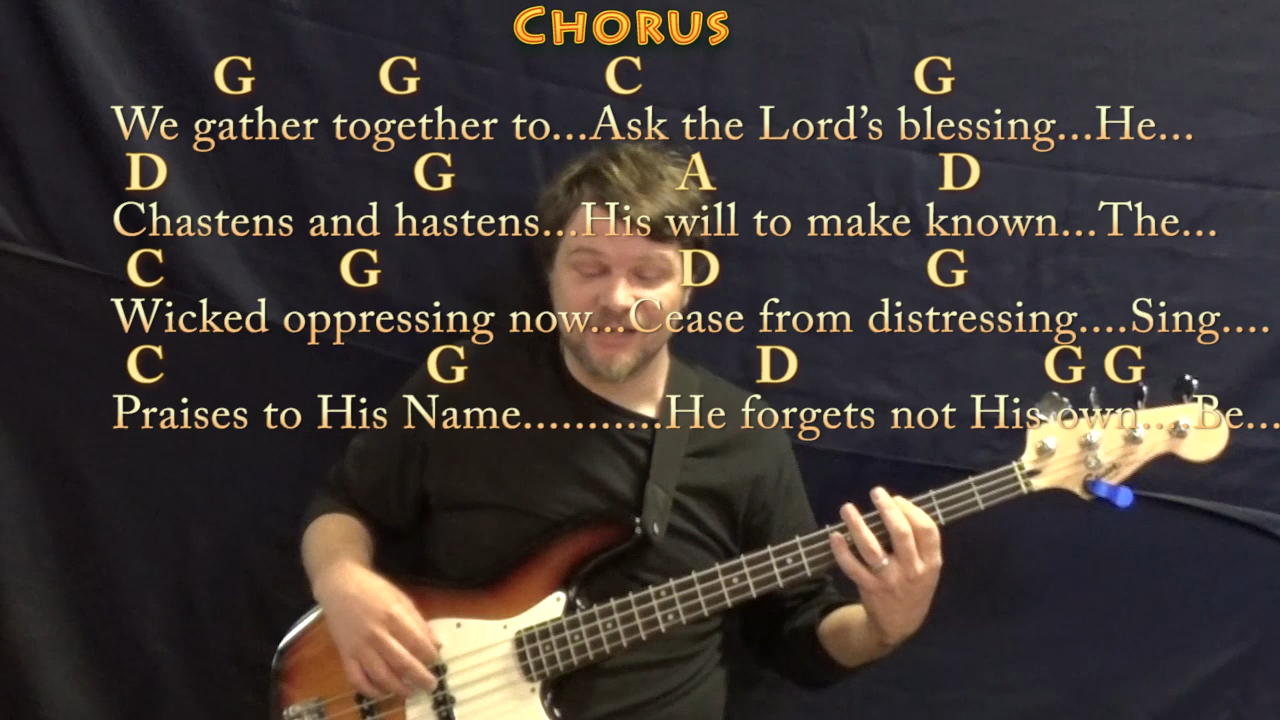 CHORUS
G G C G
We gather together to...Ask the Lord's blessing...He...
D G A D
Chastens and hastens...His will to make known...The...
C G D G
Wicked oppressing now...Cease from distressing....Sing....
C G D G G
Praises to His Name...........He forgets not His own....Be...